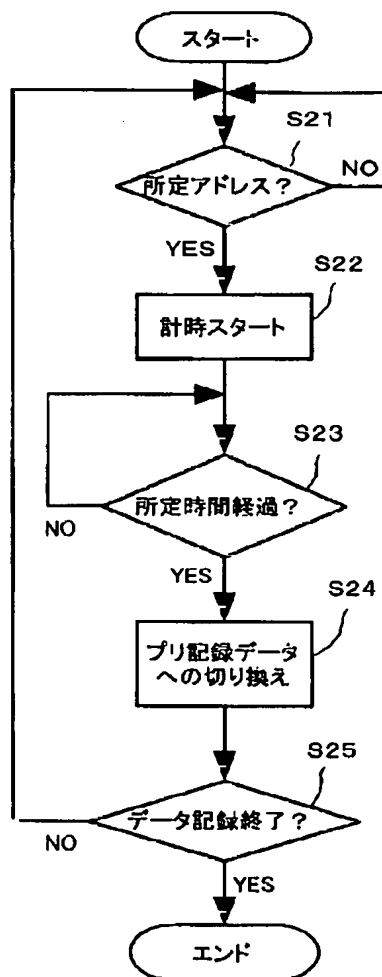 スタート
S21
所定アドレス?
NO
YES
S22
計時スタート
S23
所定時間経過?
NO
YES
S24
プリ記録データ
への切り換え
S25
データ記録終了?
NO
YES
エンド